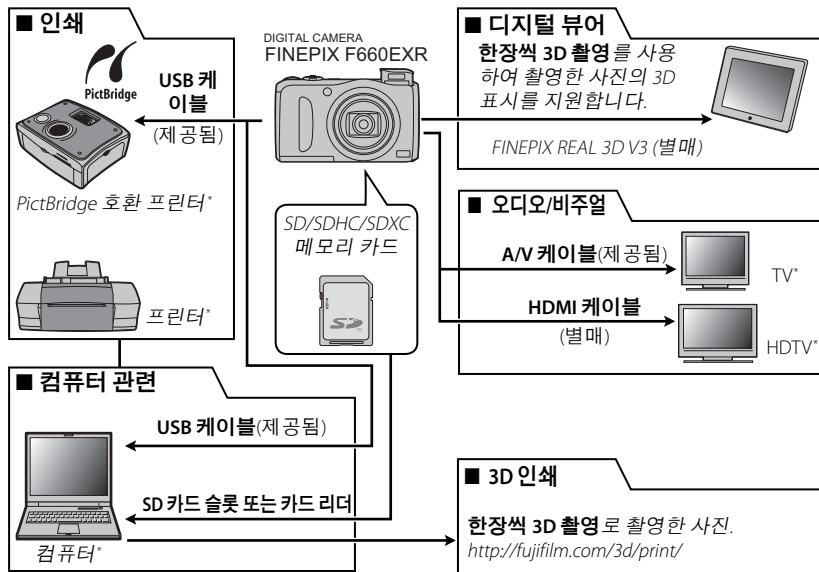 ■ 인쇄
PictBridge
USB 케
이블
(제공됨)
PictBridge 호환 프린터*
프린터*
DIGITAL CAMERA
FINEPIX F660EXR
SD/SDHC/SDXC
메모리 카드
SD
■ 디지털 뷰어
한장씩 3D 촬영를 사용
하여 촬영한 사진의 3D
표시를 지원합니다.
FINEPIX REAL 3D V3 (별매)
■ 오디오/비주얼
A/V 케이블(제공됨)
TV*
HDMI 케이블
(별매)
HDTV*
■ 컴퓨터 관련
USB 케이블(제공됨)
SD 카드 슬롯 또는 카드 리더
컴퓨터*
■ 3D 인쇄
한장씩 3D 촬영로 촬영한 사진.
http://fujifilm.com/3d/print/